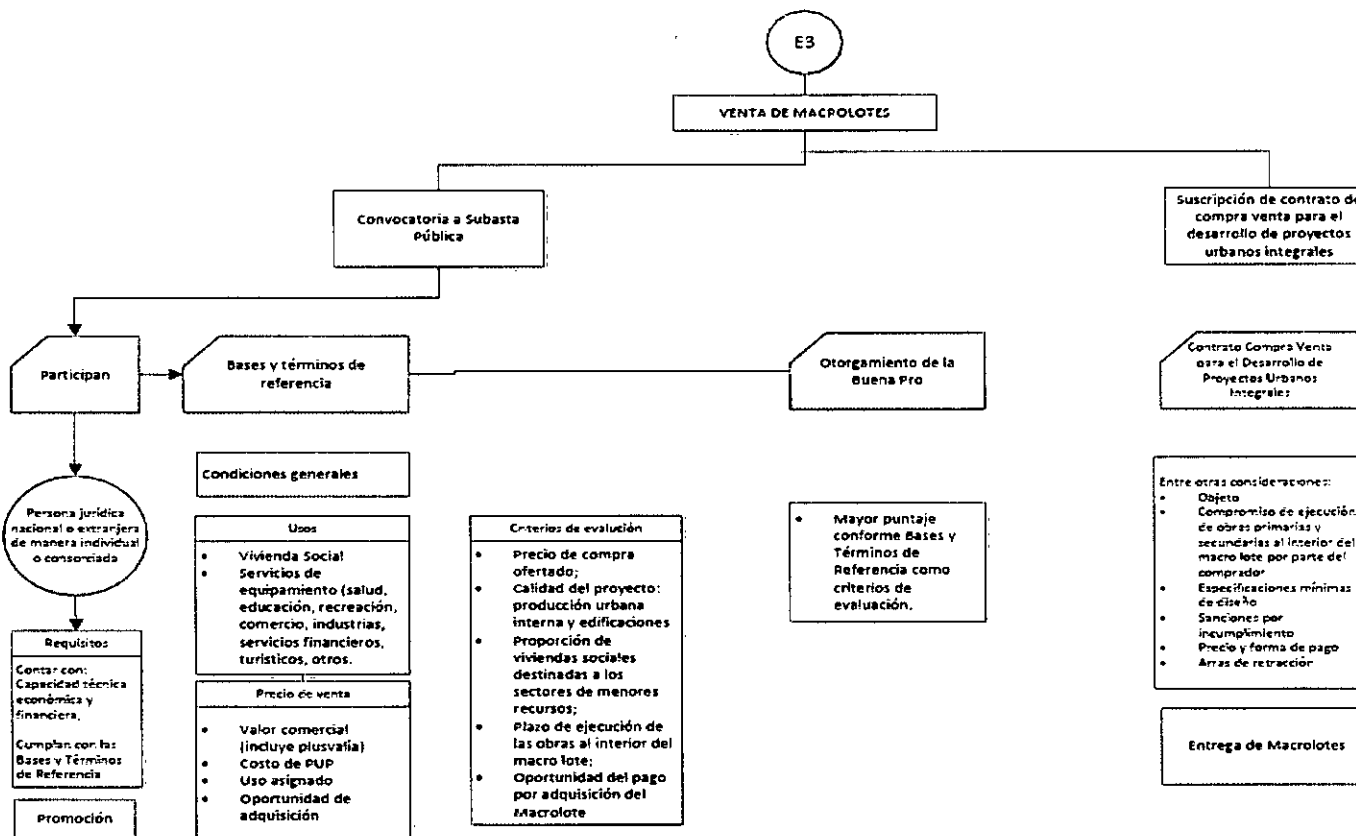 E3
VENTA DE MACROLOTES
Convocatoria a Subasta
Pública
Suscripción de contrato de
compra venta para el
desarrollo de proyectos
urbanos integrales
Participan
Bases y términos de
referencia
Otorgamiento de la
Buena Pro
Contrato Compra Venta
para el Desarrollo de
Proyectos Urbanos
Integrales
Persona jurídica
nacional o extranjera
de manera individual
o consorciada
Requisitos
Contar con:
Capacidad técnica
económica y
financiera,
Cumplan con las
Bases y Términos
de Referencia
Promoción
Condiciones generales
Usos
• Vivienda Social
• Servicios de
equipamiento (salud,
educación, recreación,
comercio, industrias,
servicios financieros,
turísticos, otros.
Precio de venta
• Valor comercial
(incluye plusvalía)
• Costo de PUP
• Uso asignado
• Oportunidad de
adquisición
Criterios de evalución
• Precio de compra
ofertado;
• Calidad del proyecto:
producción urbana
interna y edificaciones
• Proporción de
viviendas sociales
destinadas a los
sectores de menores
recursos;
• Plazo de ejecución de
las obras al interior del
macro lote;
• Oportunidad del pago
por adquisición del
Macrolote
• Mayor puntaje
conforme Bases y
Términos de
Referencia como
criterios de
evaluación.
Entre otras consideraciones:
• Objeto
• Compromiso de ejecución
de obras primarias y
secundarias al interior del
macro lote por parte del
comprador
• Especificaciones mínimas
de diseño
• Sanciones por
incumplimiento
• Precio y forma de pago
• Arras de retracción
Entrega de Macrolotes